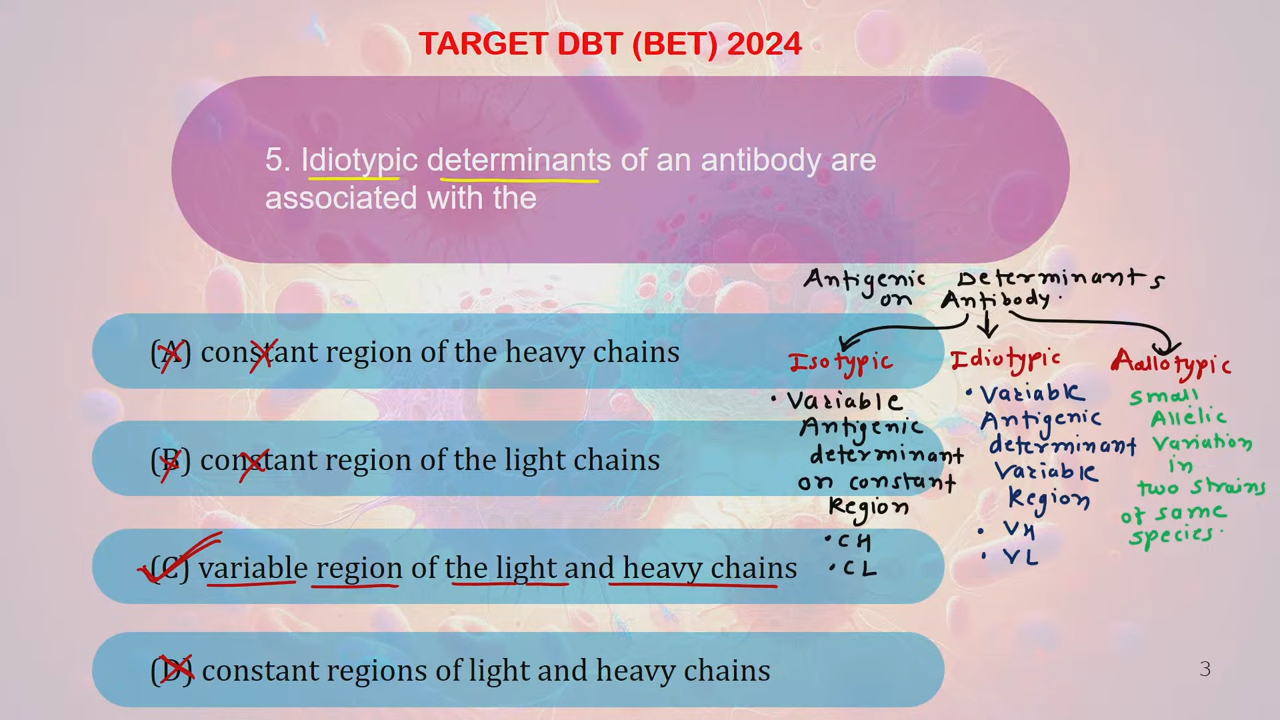 TARGET DBT (BET) 2024
5. Idiotypic determinants of an antibody are
associated with the
(A) constant region of the heavy chains
(B) constant region of the light chains
(C) variable region of the light and heavy chains
(D) constant regions of light and heavy chains
Antigenic Determinants
on Antibody.
Isotypic
• Variable
Antigenic
determinant
on constant
Region
• CH
• CL
Idiotypic
• Variable
Antigenic
determinant
Variable
Region
• VH
• VL
Aallotypic
Small
Allelic
Variation
in
two strains
of same
species.
3